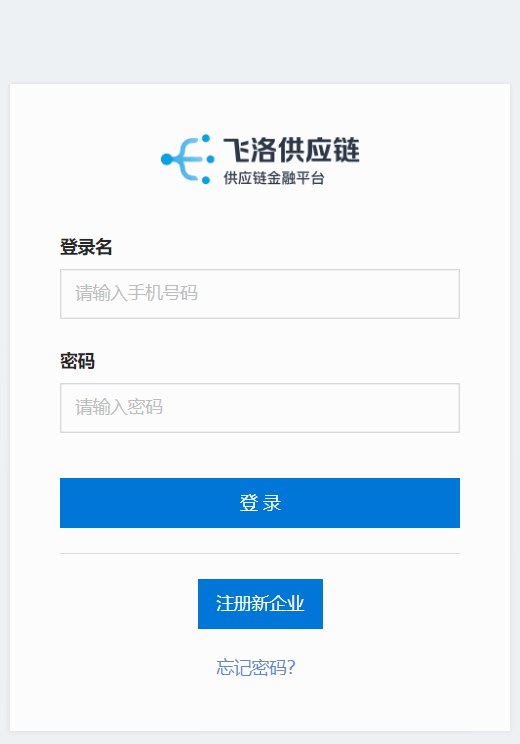 飞洛供应链
供应链金融平台
登录名
请输入手机号码
密码
请输入密码
登 录
注册新企业
忘记密码?